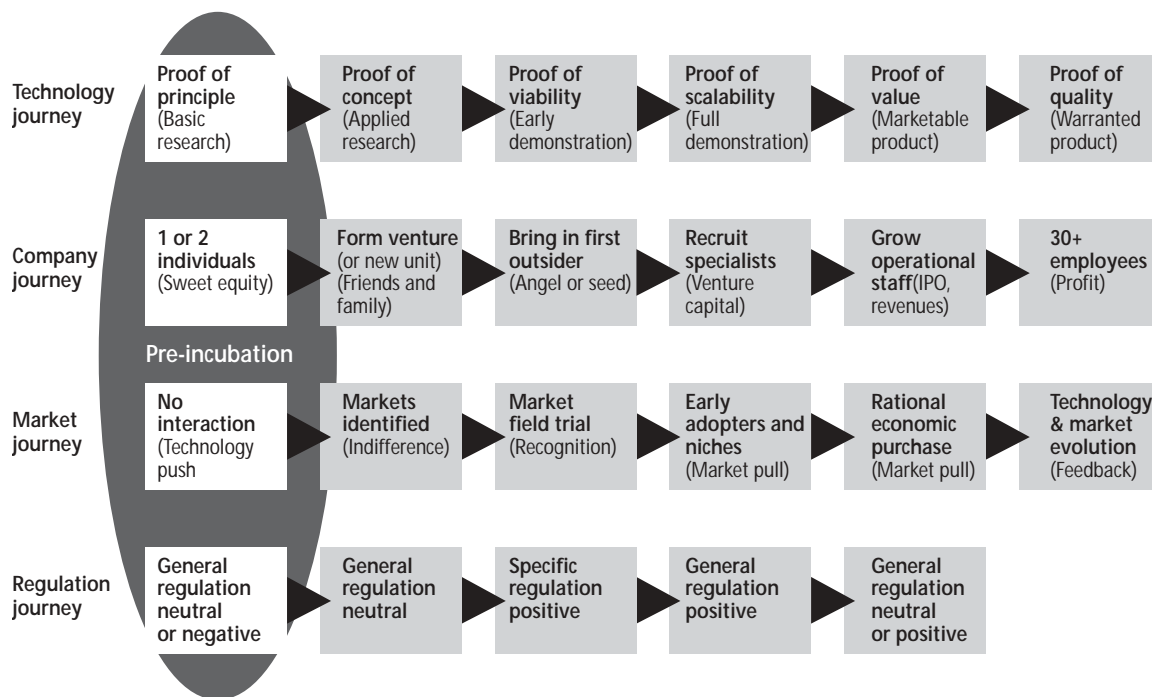 Technology
journey
Proof of
principle
(Basic
research)
Proof of
concept
(Applied
research)
Proof of
viability
(Early
demonstration)
Proof of
scalability
(Full
demonstration)
Proof of
value
(Marketable
product)
Proof of
quality
(Warranted
product)
Company
journey
1 or 2
individuals
(Sweet equity)
Form venture
(or new unit)
(Friends and
family)
Bring in first
outsider
(Angel or seed)
Recruit
specialists
(Venture
capital)
Grow
operational
staff(IPO,
revenues)
30+
employees
(Profit)
Pre-incubation
Market
journey
No
interaction
(Technology
push
Markets
identified
(Indifference)
Market
field trial
(Recognition)
Early
adopters and
niches
(Market pull)
Rational
economic
purchase
(Market pull)
Technology
& market
evolution
(Feedback)
Regulation
journey
General
regulation
neutral
or negative
General
regulation
neutral
Specific
regulation
positive
General
regulation
positive
General
regulation
neutral
or positive